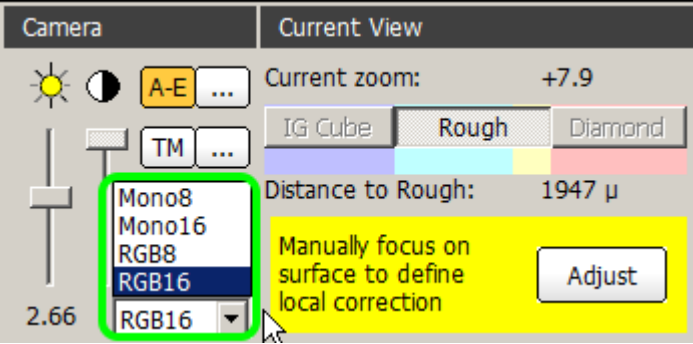 Camera
Current View
Current zoom: +7.9
A-E ...
IG Cube Rough Diamond
TM ...
Distance to Rough: 1947 µ
Mono8
Mono16
RGB8
RGB16
Manually focus on
surface to define
local correction
Adjust
2.66
RGB16